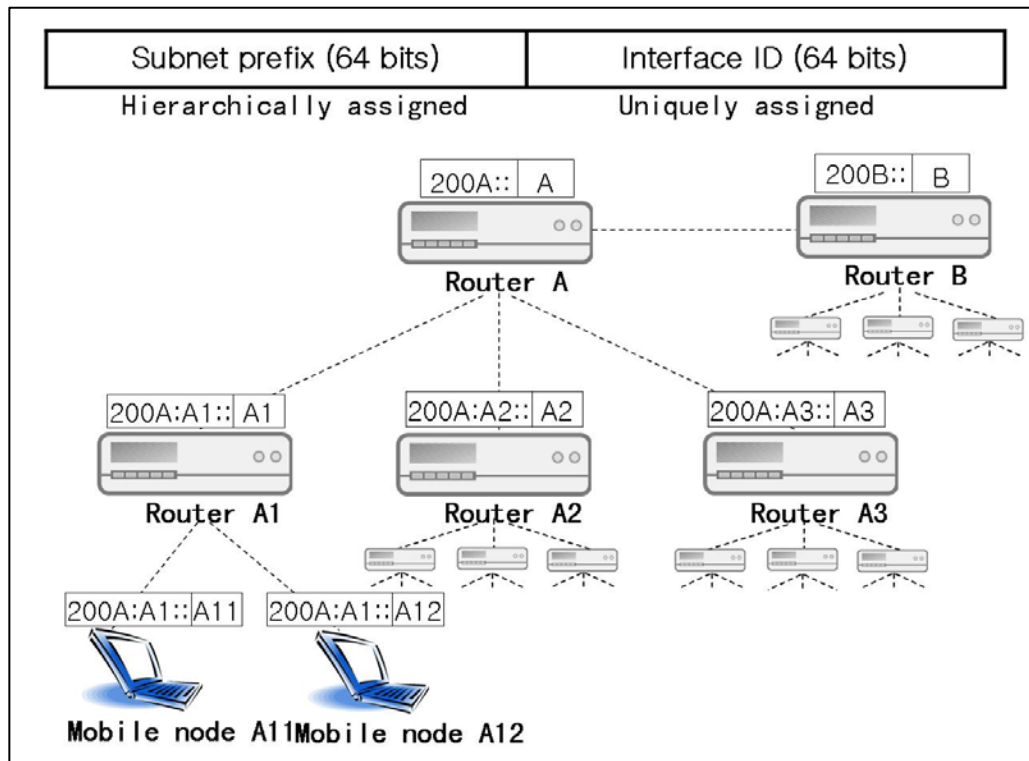 Subnet prefix (64 bits) Interface ID (64 bits)
Hierarchically assigned Uniquely assigned
200A:: A
200B:: B
Router A
Router B
200A:A1:: A1
200A:A2:: A2
200A:A3:: A3
Router A1
Router A2
Router A3
200A:A1:: A11
200A:A1:: A12
Mobile node A11
Mobile node A12